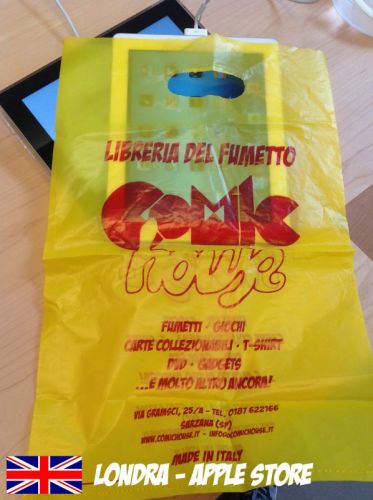 LIBRERIA DEL FUMETTO
COMIC
House
FUMETTI - GIOCHI
CARTE COLLEZIONABILI - T-SHIRT
DVD - GADGETS
...E MOLTO ALTRO ANCORA!
VIA GRAMSCI, 25/A - TEL. 0187 622166
SARZANA (SP)
WWW.COMICHOUSE.IT - INFO@COMICHOUSE.IT
MADE IN ITALY
LONDRA - APPLE STORE